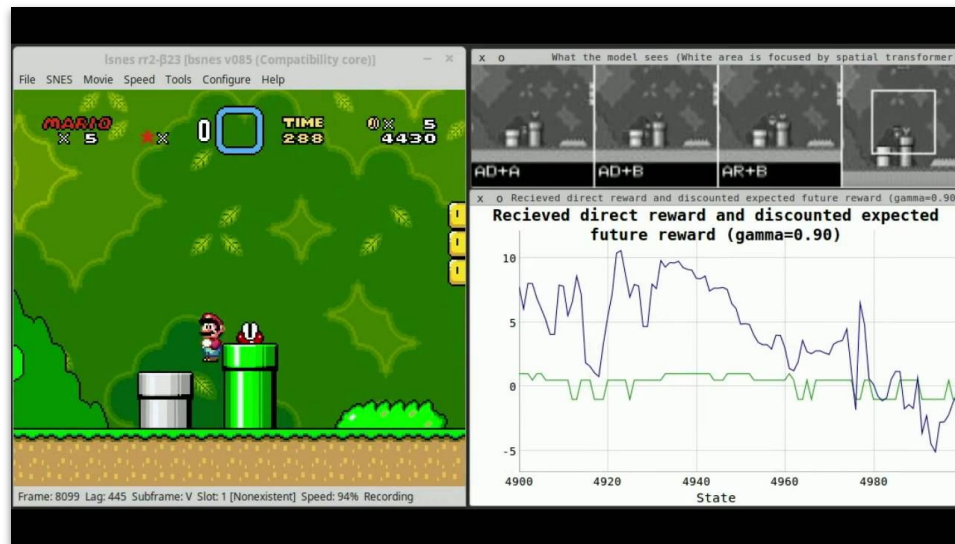 lsnes rr2-β23 [bsnes v085 (Compatibility core)]
File SNES Movie Speed Tools Configure Help
MARIO
x 5
x 0
TIME
288
x 5
4430
Frame: 8099 Lag: 445 Subframe: V Slot: 1 [Nonexistent] Speed: 94% Recording
x o What the model sees (White area is focused by spatial transformer
AD+A
AD+B
AR+B
x o Recieved direct reward and discounted expected future reward (gamma=0.90
Recieved direct reward and discounted expected
future reward (gamma=0.90)
10
5
0
-5
4900 4920 4940 4960 4980
State